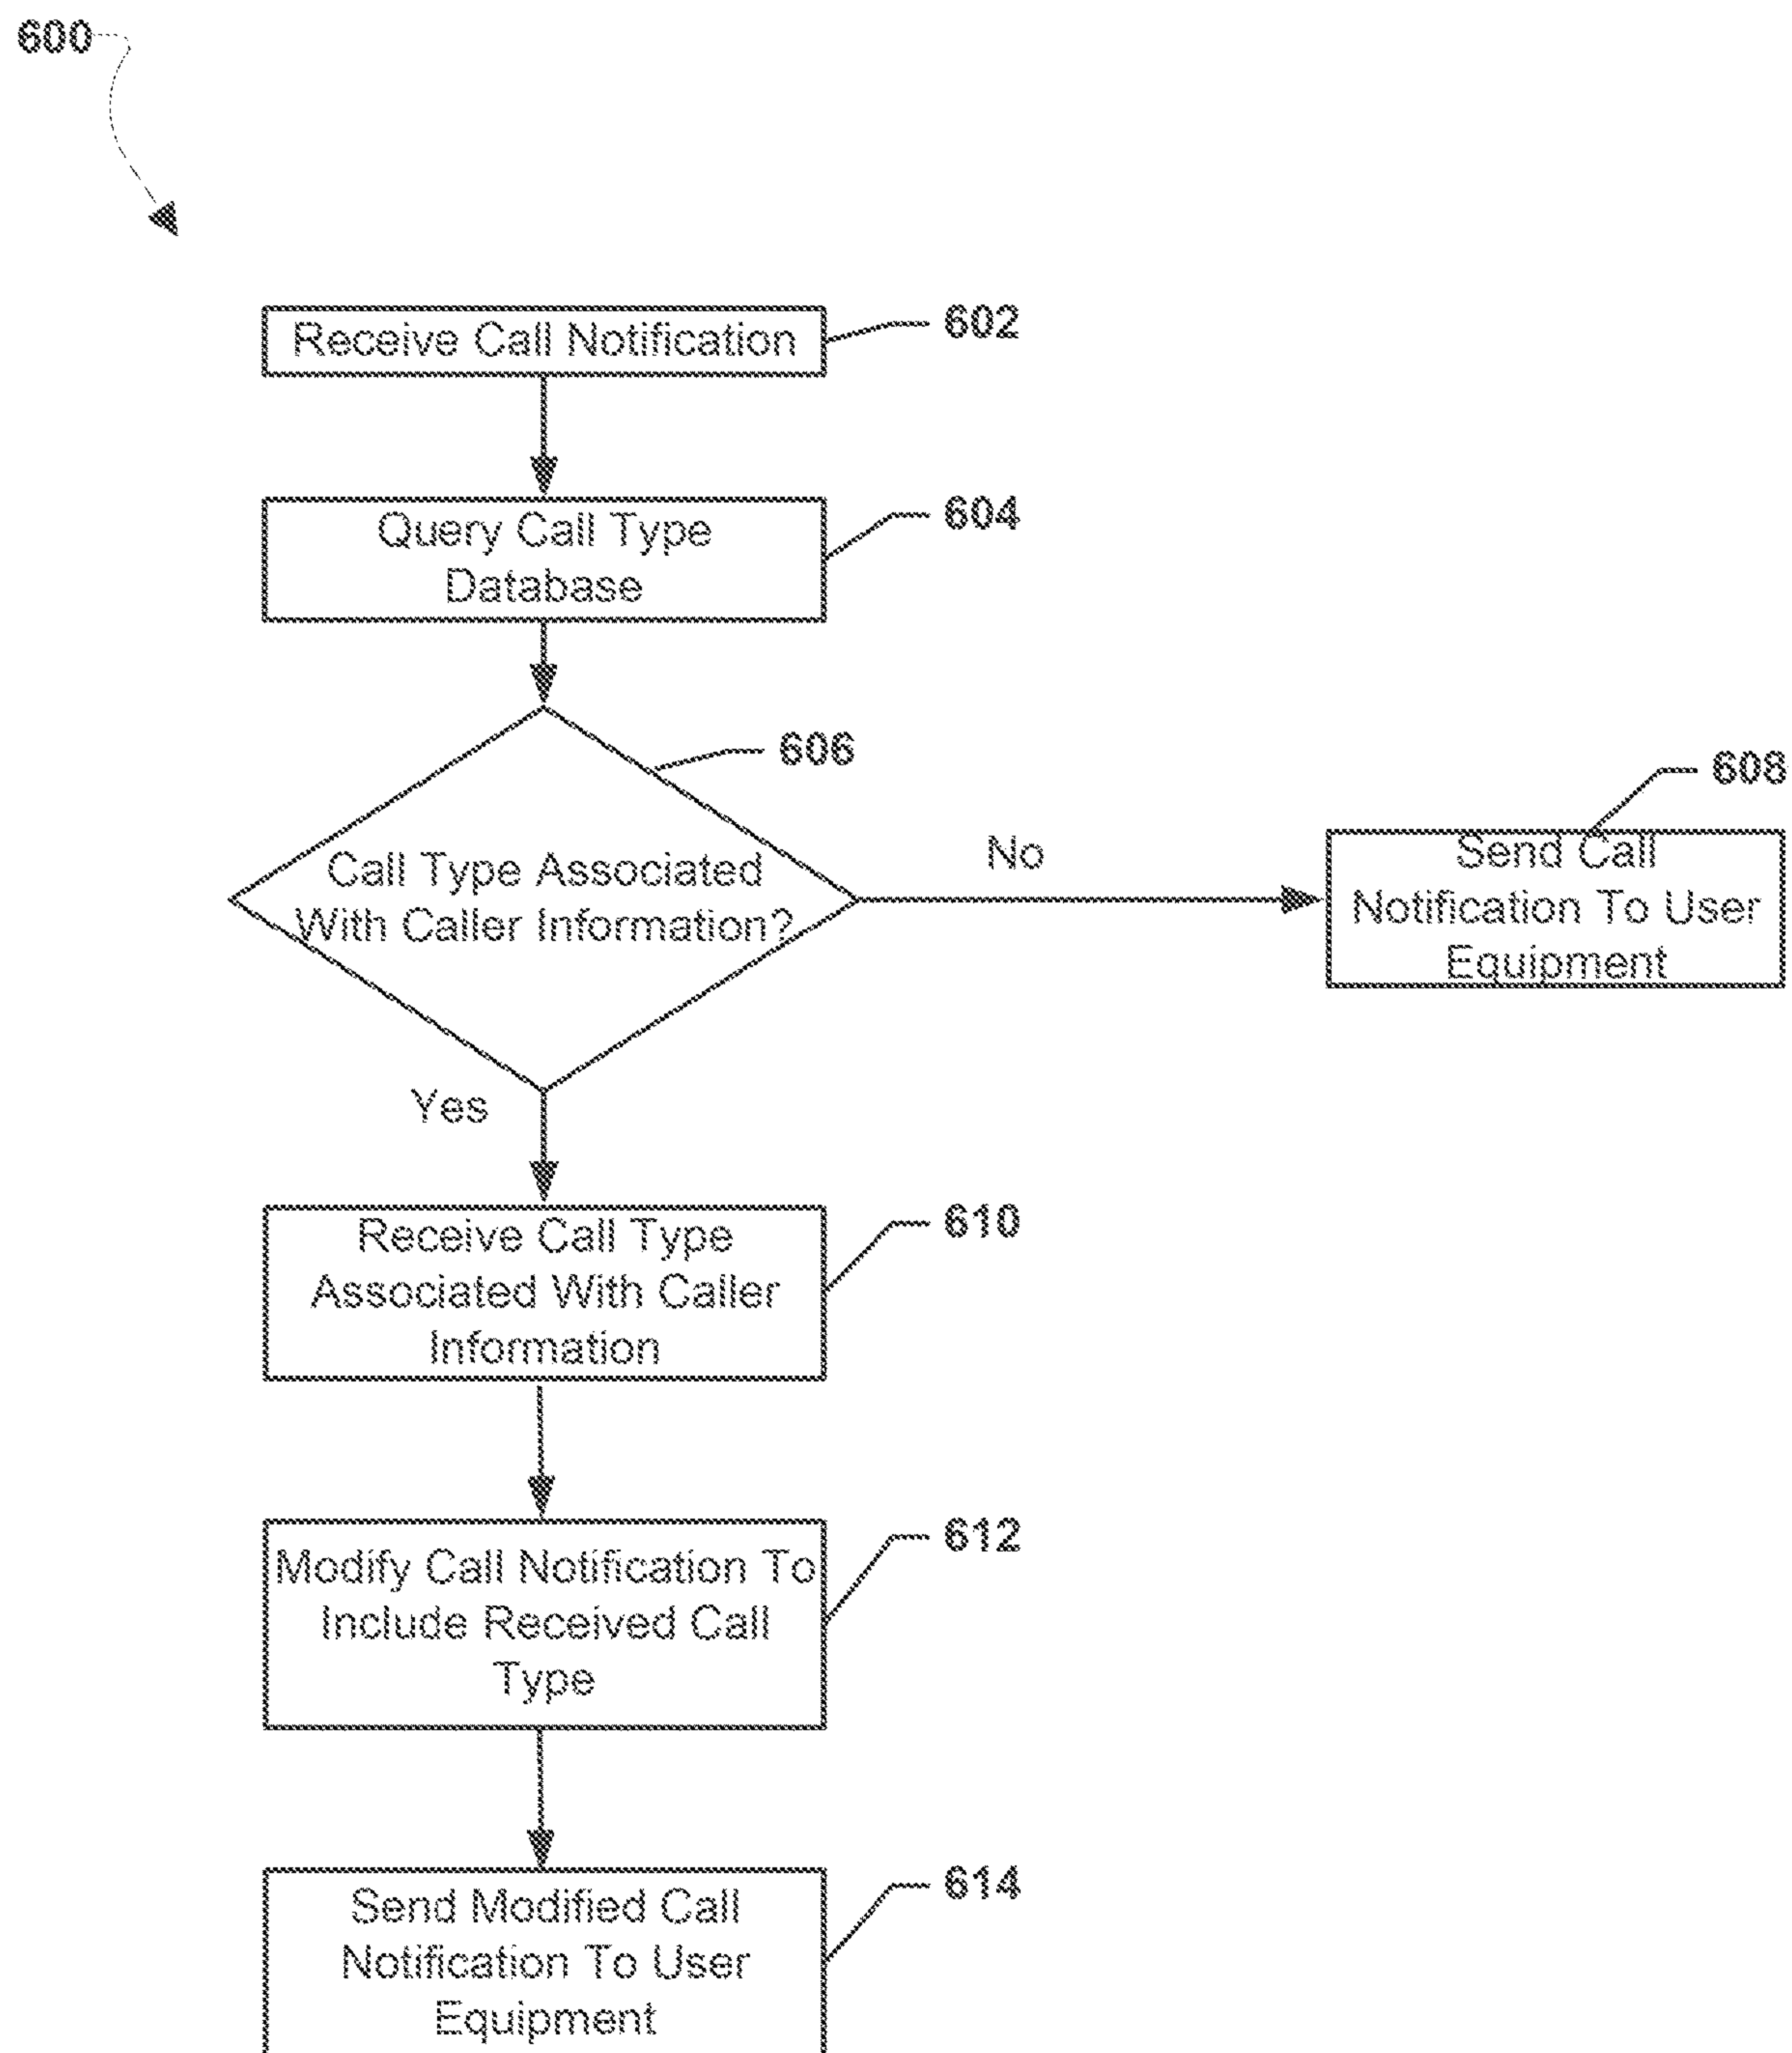 600
Receive Call Notification
602
Query Call Type
Database
604
606
Call Type Associated
With Caller Information?
No
608
Send Call
Notification To User
Equipment
Yes
Receive Call Type
Associated With Caller
Information
610
Modify Call Notification To
Include Received Call
Type
612
Send Modified Call
Notification To User
Equipment
614